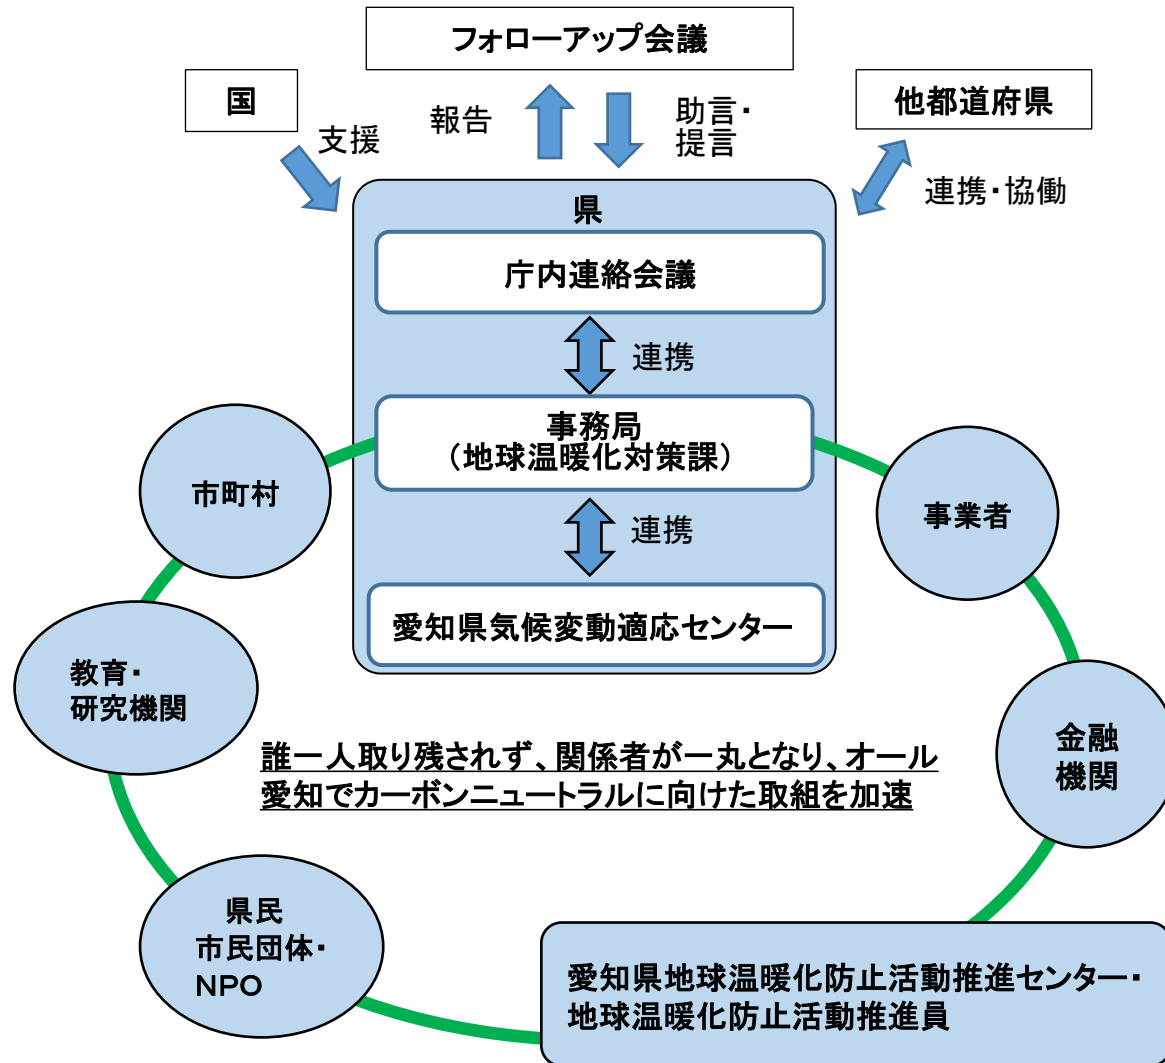 フォローアップ会議
国
他都道府県
支援
報告
助言・
提言
連携・協働
県
庁内連絡会議
連携
事務局
（地球温暖化対策課）
連携
愛知県気候変動適応センター
市町村
事業者
教育・
研究機関
金融
機関
誰一人取り残されず、関係者が一丸となり、オール
愛知でカーボンニュートラルに向けた取組を加速
県民
市民団体・
NPO
愛知県地球温暖化防止活動推進センター・
地球温暖化防止活動推進員